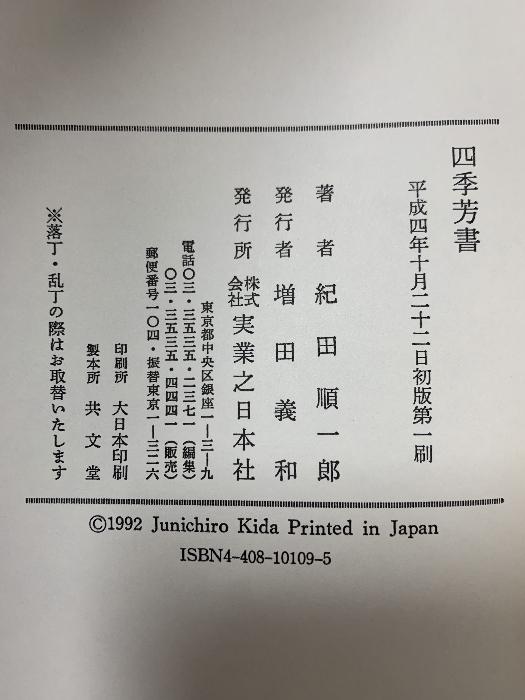 四季芳書
平成四年十月二十二日初版第一刷
著者 紀田順一郎
発行者 増田義和
発行所 株式会社実業之日本社
東京都中央区銀座一―三―九
電話〇三・三五三五・二三七一(編集)
〇三・三五三五・四四四一(販売)
郵便番号一〇四・振替東京一―三二六
印刷所 大日本印刷
製本所 共文堂
※落丁・乱丁の際はお取替いたします
©1992 Junichiro Kida Printed in Japan
ISBN4-408-10109-5